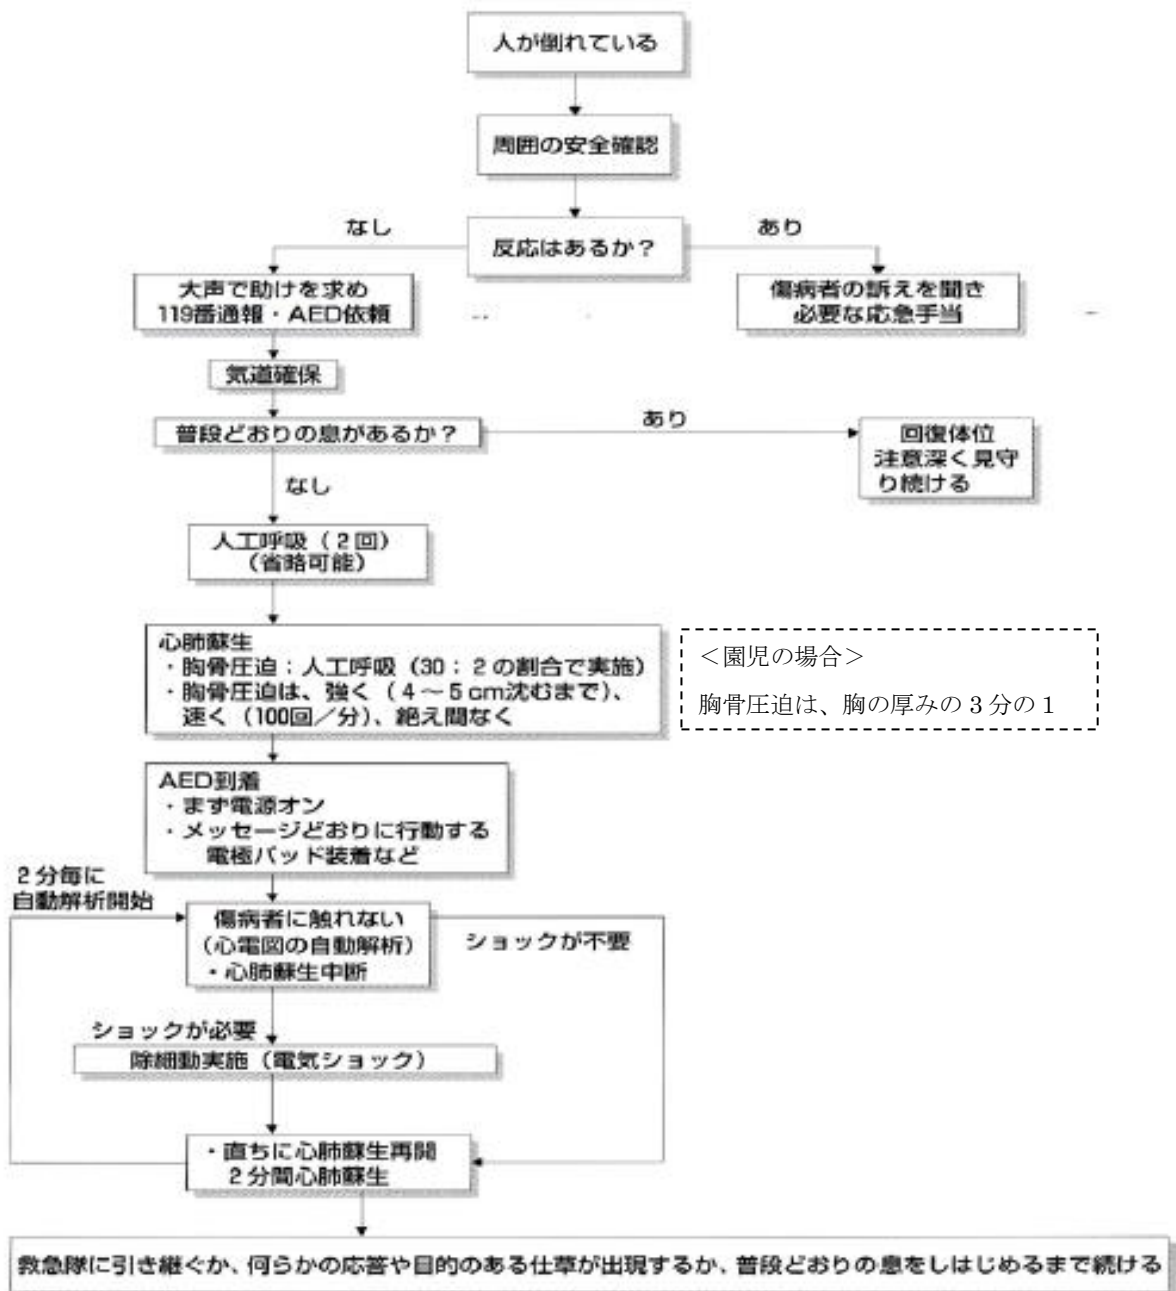 人が倒れている
周囲の安全確認
反応はあるか？
なし
あり
大声で助けを求め
119番通報・AED依頼
傷病者の訴えを聞き
必要な応急手当
気道確保
普段どおりの息があるか？
あり
回復体位
注意深く見守
り続ける
なし
人工呼吸（２回）
（省略可能）
心肺蘇生
・胸骨圧迫：人工呼吸（30：２の割合で実施）
・胸骨圧迫は、強く（４～５cm沈むまで）、
速く（100回／分）、絶え間なく
＜園児の場合＞
胸骨圧迫は、胸の厚みの３分の１
AED到着
・まず電源オン
・メッセージどおりに行動する
電極パッド装着など
２分毎に
自動解析開始
傷病者に触れない
（心電図の自動解析）
・心肺蘇生中断
ショックが不要
ショックが必要
除細動実施（電気ショック）
・直ちに心肺蘇生再開
２分間心肺蘇生
救急隊に引き継ぐか、何らかの応答や目的のある仕草が出現するか、普段どおりの息をしはじめるまで続ける